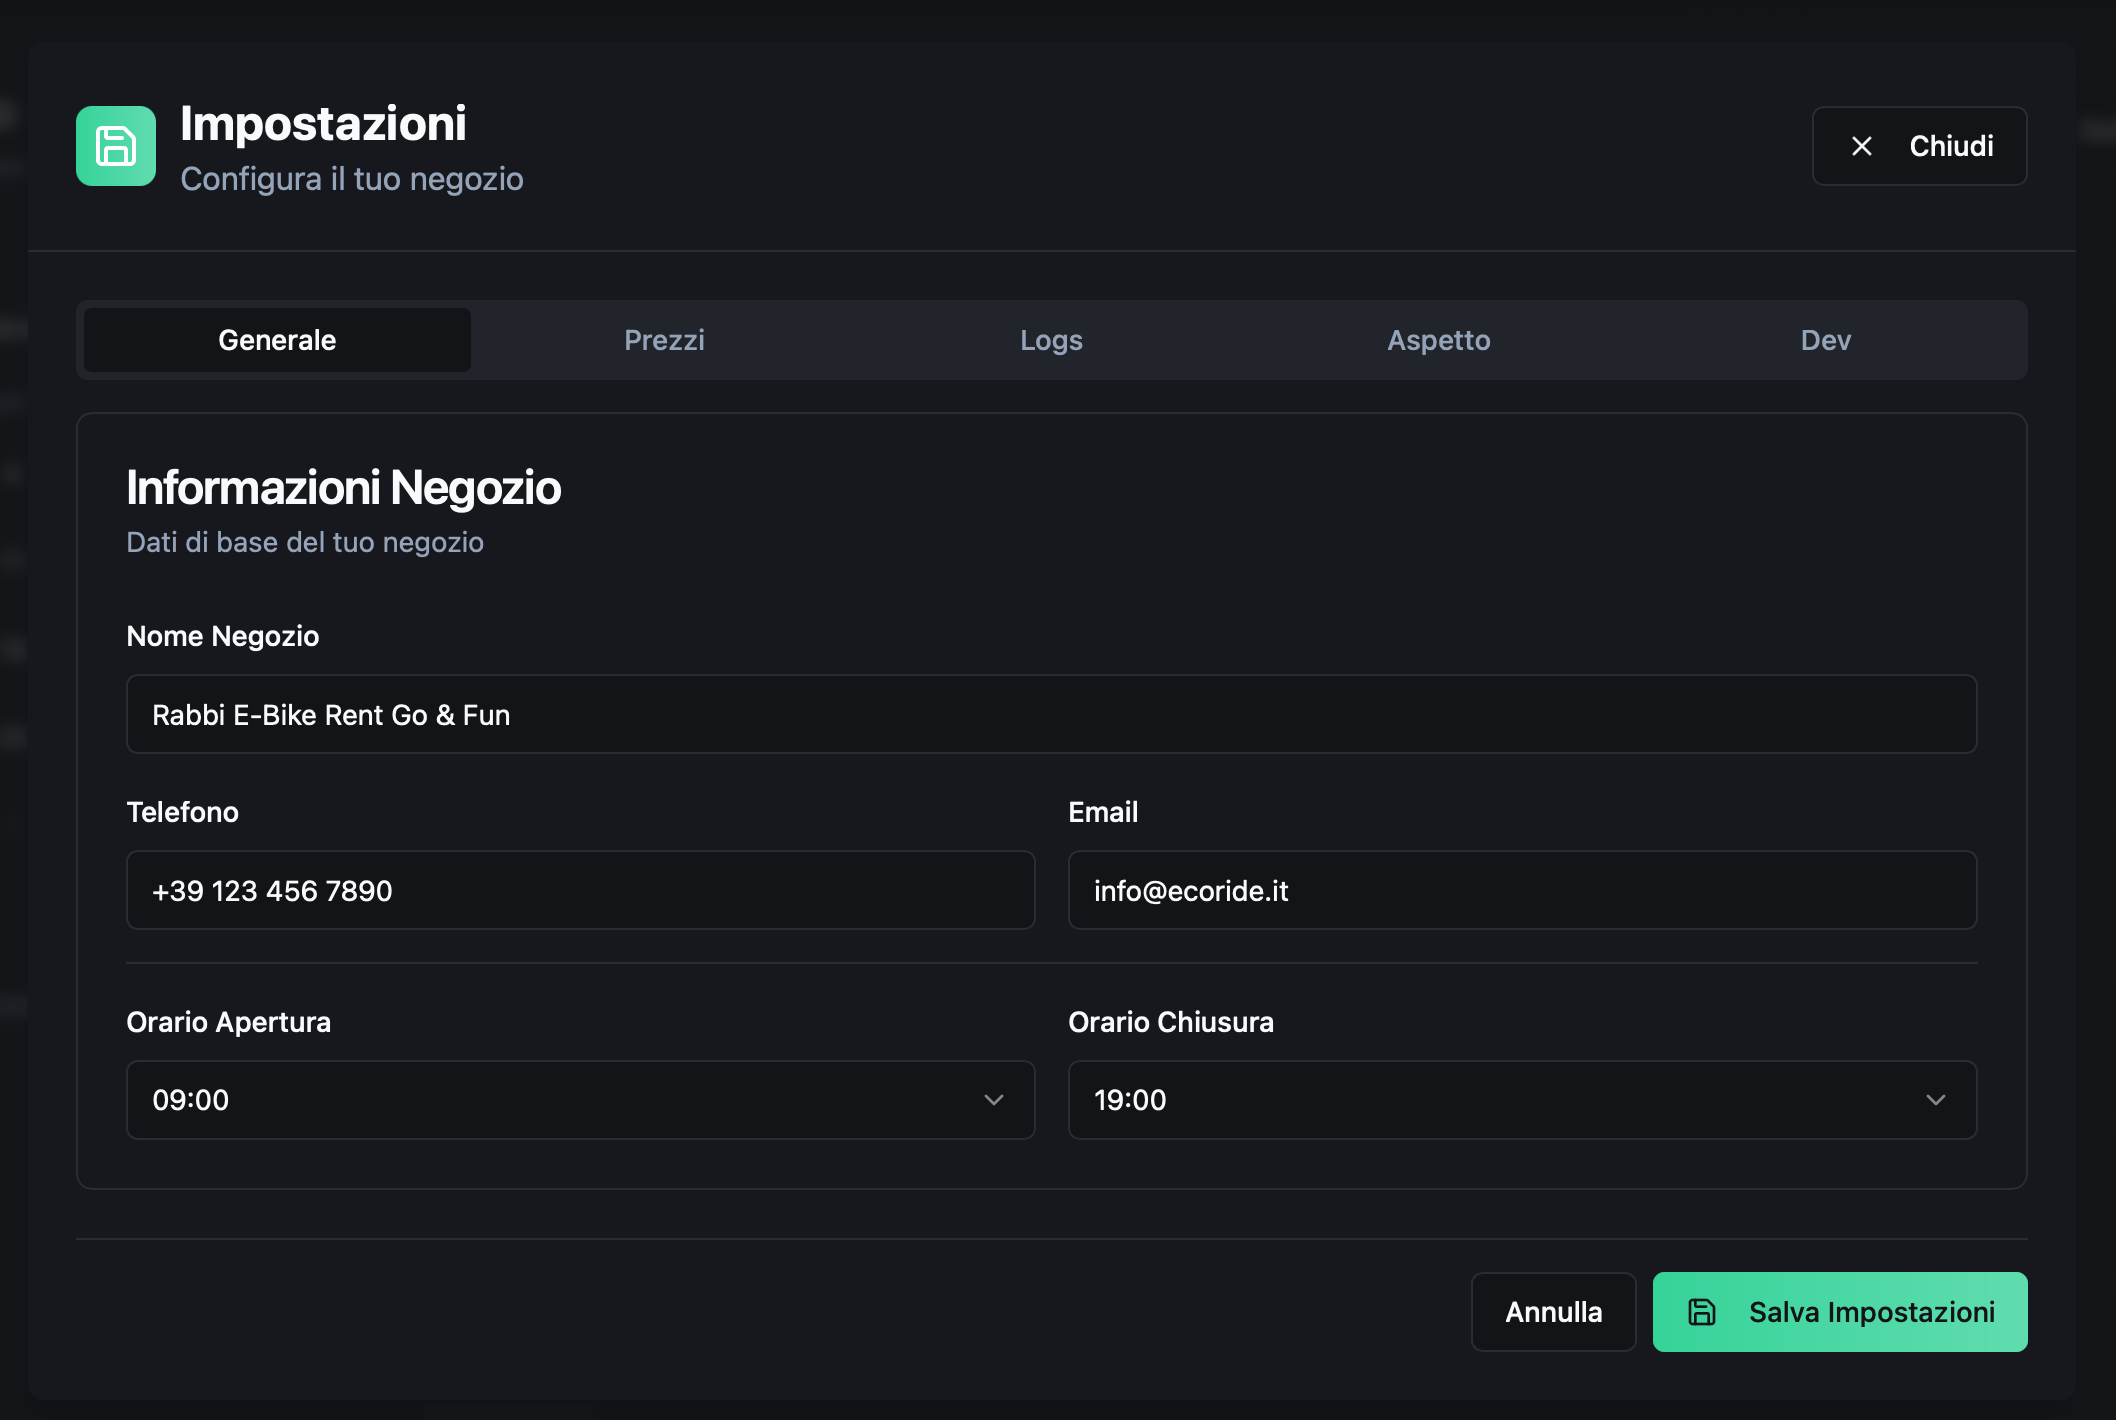 Impostazioni
Configura il tuo negozio
Chiudi
Generale
Prezzi
Logs
Aspetto
Dev
Informazioni Negozio
Dati di base del tuo negozio
Nome Negozio
Rabbi E-Bike Rent Go & Fun
Telefono
Email
+39 123 456 7890
info@ecoride.it
Orario Apertura
Orario Chiusura
09:00
19:00
Annulla
Salva Impostazioni